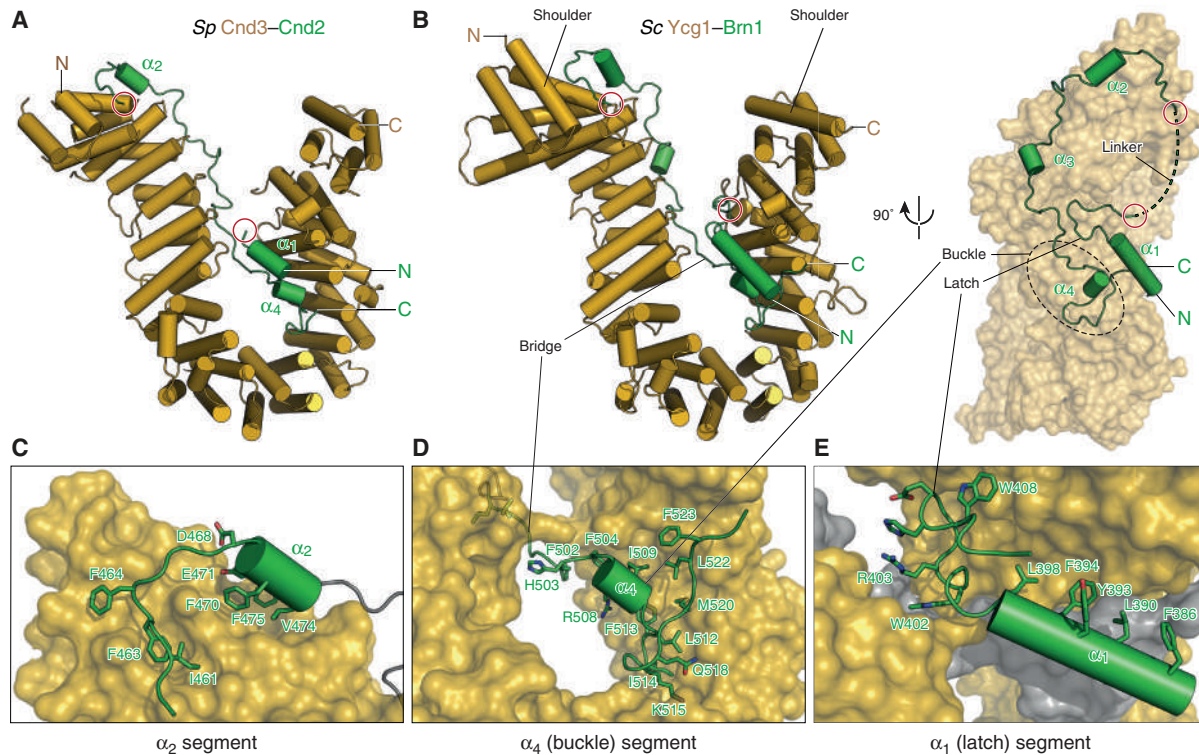 A
Sp Cnd3–Cnd2
N
α2
C
α1
N
α4
C
B
Shoulder
Sc Ycg1–Brn1
Shoulder
N
C
C
N
Bridge
90°
Buckle
Latch
α2
Linker
α3
α1
C
α4
N
C
D468
α2
F464
E471
F470
F475
V474
F463
I461
α2 segment
D
F523
F502
F504
I509
L522
H503
α4
R508
M520
F513
L512
Q518
I514
K515
α4 (buckle) segment
E
W408
R403
L398
F394
Y393
L390
F386
W402
α1
α1 (latch) segment